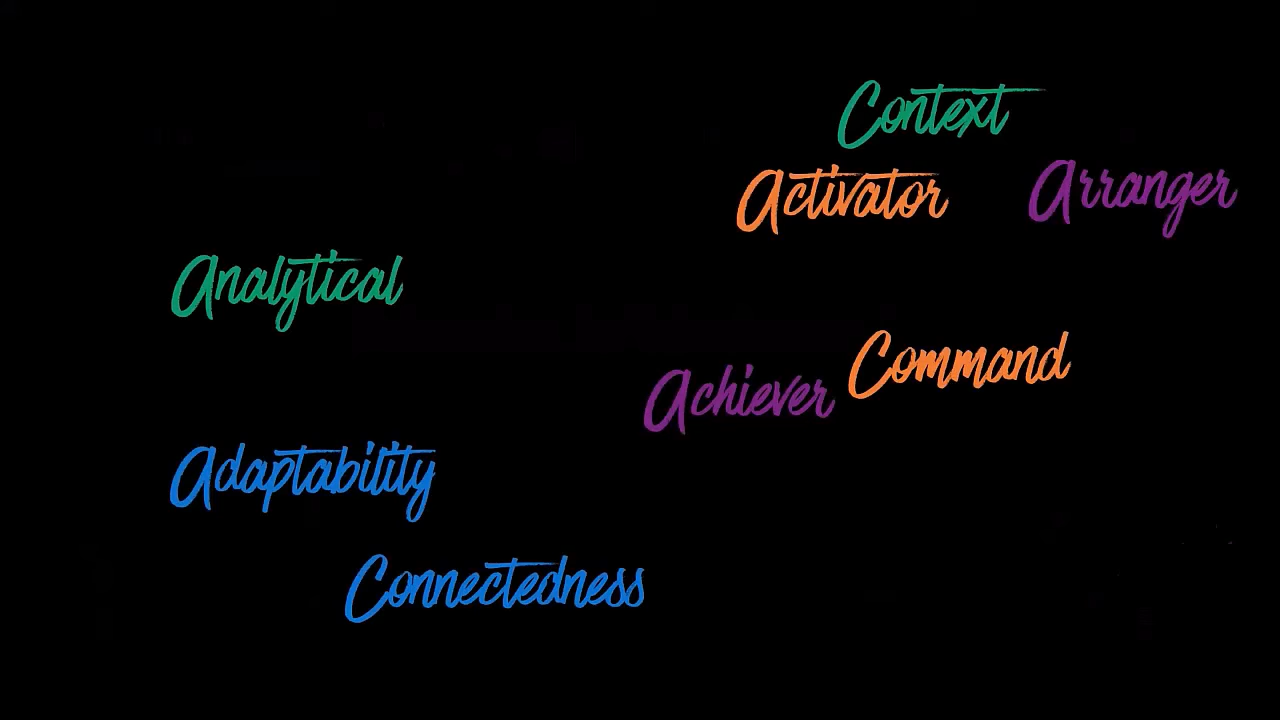 Context
Activator
Arranger
Analytical
Command
Achiever
Adaptability
Connectedness